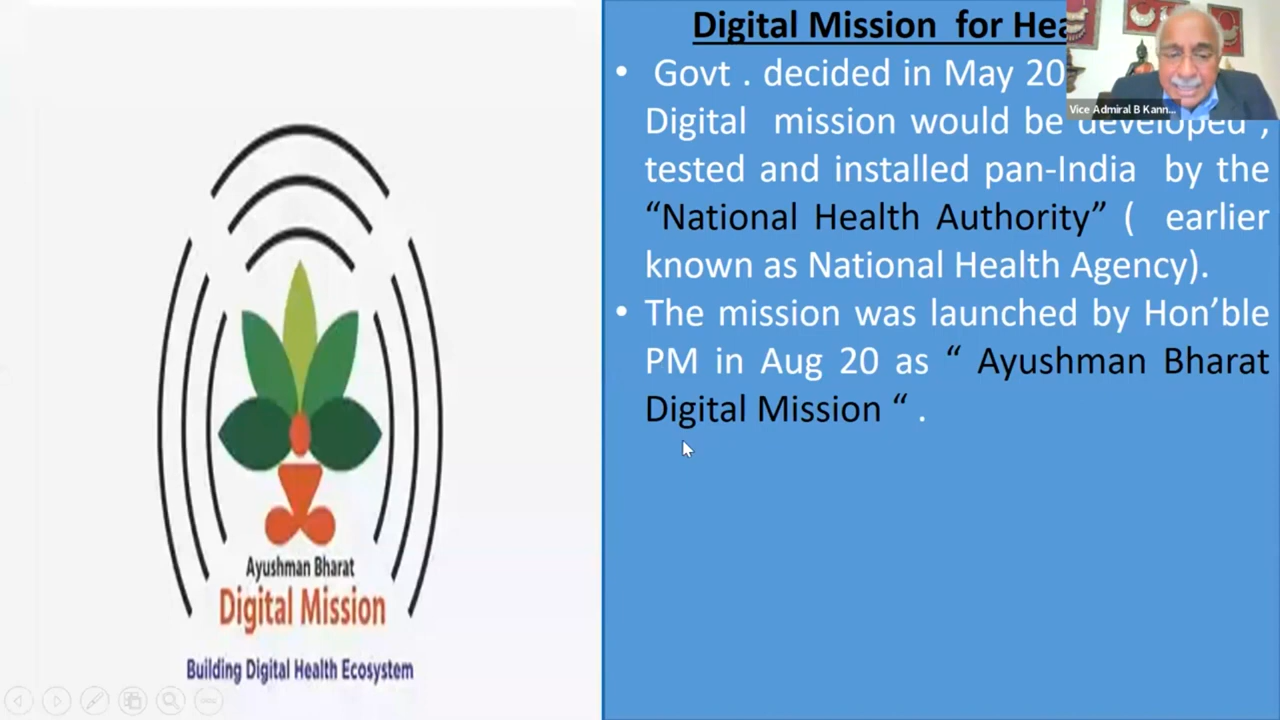 Digital Mission for Hea
Vice Admiral B Kann...
• Govt . decided in May 20
Digital mission would be developed ,
tested and installed pan-India by the
“National Health Authority” ( earlier
known as National Health Agency).
• The mission was launched by Hon’ble
PM in Aug 20 as “ Ayushman Bharat
Digital Mission “ .
Ayushman Bharat
Digital Mission
Building Digital Health Ecosystem